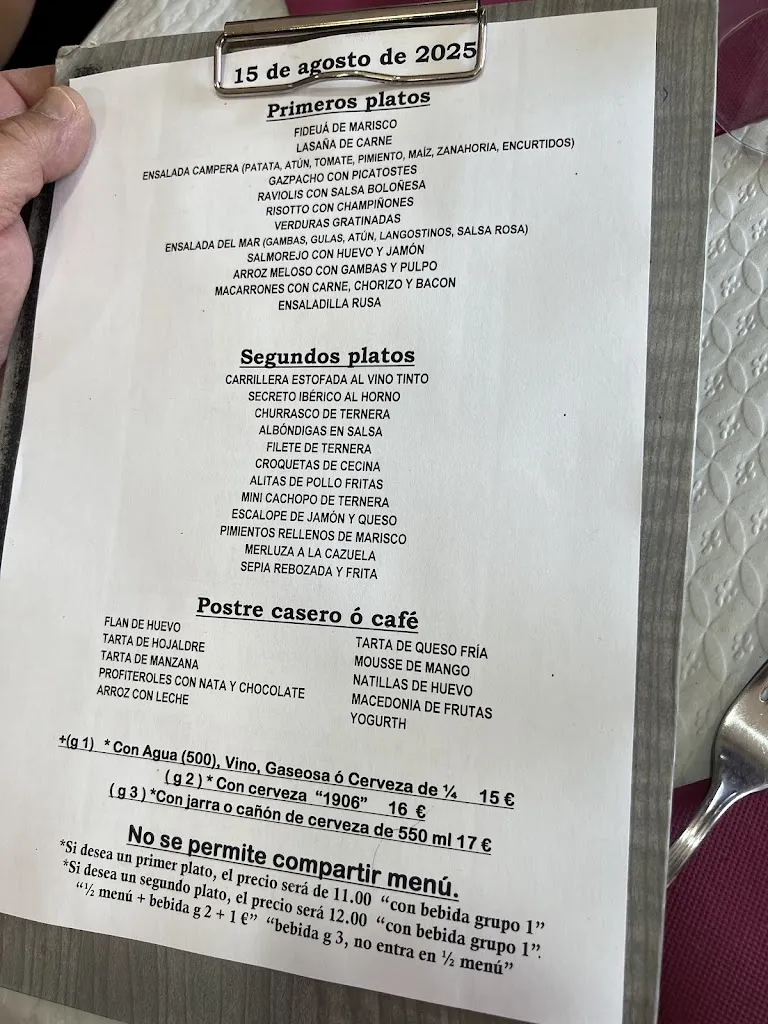 15 de agosto de 2025
Primeros platos
FIDEUÁ DE MARISCO
LASAÑA DE CARNE
ENSALADA CAMPERA (PATATA, ATÚN, TOMATE, PIMIENTO, MAÍZ, ZANAHORIA, ENCURTIDOS)
GAZPACHO CON PICATOSTES
RAVIOLIS CON SALSA BOLOÑESA
RISOTTO CON CHAMPIÑONES
VERDURAS GRATINADAS
ENSALADA DEL MAR (GAMBAS, GULAS, ATÚN, LANGOSTINOS, SALSA ROSA)
SALMOREJO CON HUEVO Y JAMÓN
ARROZ MELOSO CON GAMBAS Y PULPO
MACARRONES CON CARNE, CHORIZO Y BACON
ENSALADILLA RUSA
Segundos platos
CARRILLERA ESTOFADA AL VINO TINTO
SECRETO IBÉRICO AL HORNO
CHURRASCO DE TERNERA
ALBÓNDIGAS EN SALSA
FILETE DE TERNERA
CROQUETAS DE CECINA
ALITAS DE POLLO FRITAS
MINI CACHOPO DE TERNERA
ESCALOPE DE JAMÓN Y QUESO
PIMIENTOS RELLENOS DE MARISCO
MERLUZA A LA CAZUELA
SEPIA REBOZADA Y FRITA
Postre casero ó café
FLAN DE HUEVO
TARTA DE HOJALDRE
TARTA DE MANZANA
PROFITEROLES CON NATA Y CHOCOLATE
ARROZ CON LECHE
TARTA DE QUESO FRÍA
MOUSSE DE MANGO
NATILLAS DE HUEVO
MACEDONIA DE FRUTAS
YOGURTH
+(g 1) * Con Agua (500), Vino, Gaseosa ó Cerveza de ¼ 15 €
( g 2 ) * Con cerveza “1906” 16 €
( g 3 ) *Con jarra o cañón de cerveza de 550 ml 17 €
No se permite compartir menú.
*Si desea un primer plato, el precio será de 11.00 “con bebida grupo 1”
*Si desea un segundo plato, el precio será 12.00 “con bebida grupo 1”.
“½ menú + bebida g 2 + 1 €” “bebida g 3, no entra en ½ menú”